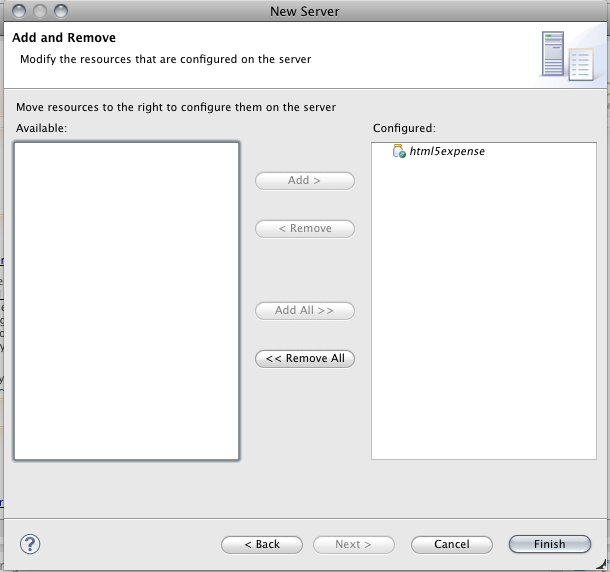 New Server
Add and Remove
Modify the resources that are configured on the server
Move resources to the right to configure them on the server
Available:
Configured:
html5expense
Add >
< Remove
Add All >>
<< Remove All
?
< Back
Next >
Cancel
Finish